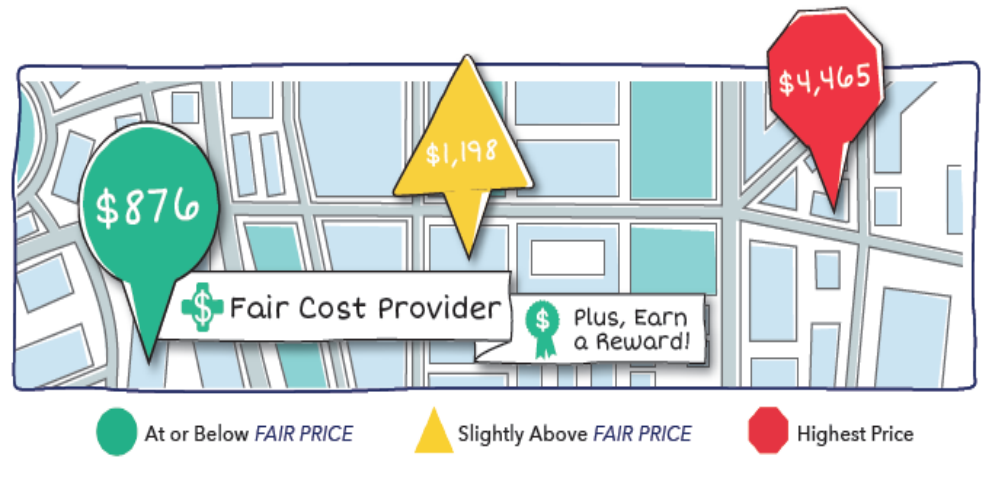 $4,465
$1,198
$876
$ Fair Cost Provider
$ Plus, Earn
a Reward!
At or Below FAIR PRICE
Slightly Above FAIR PRICE
Highest Price